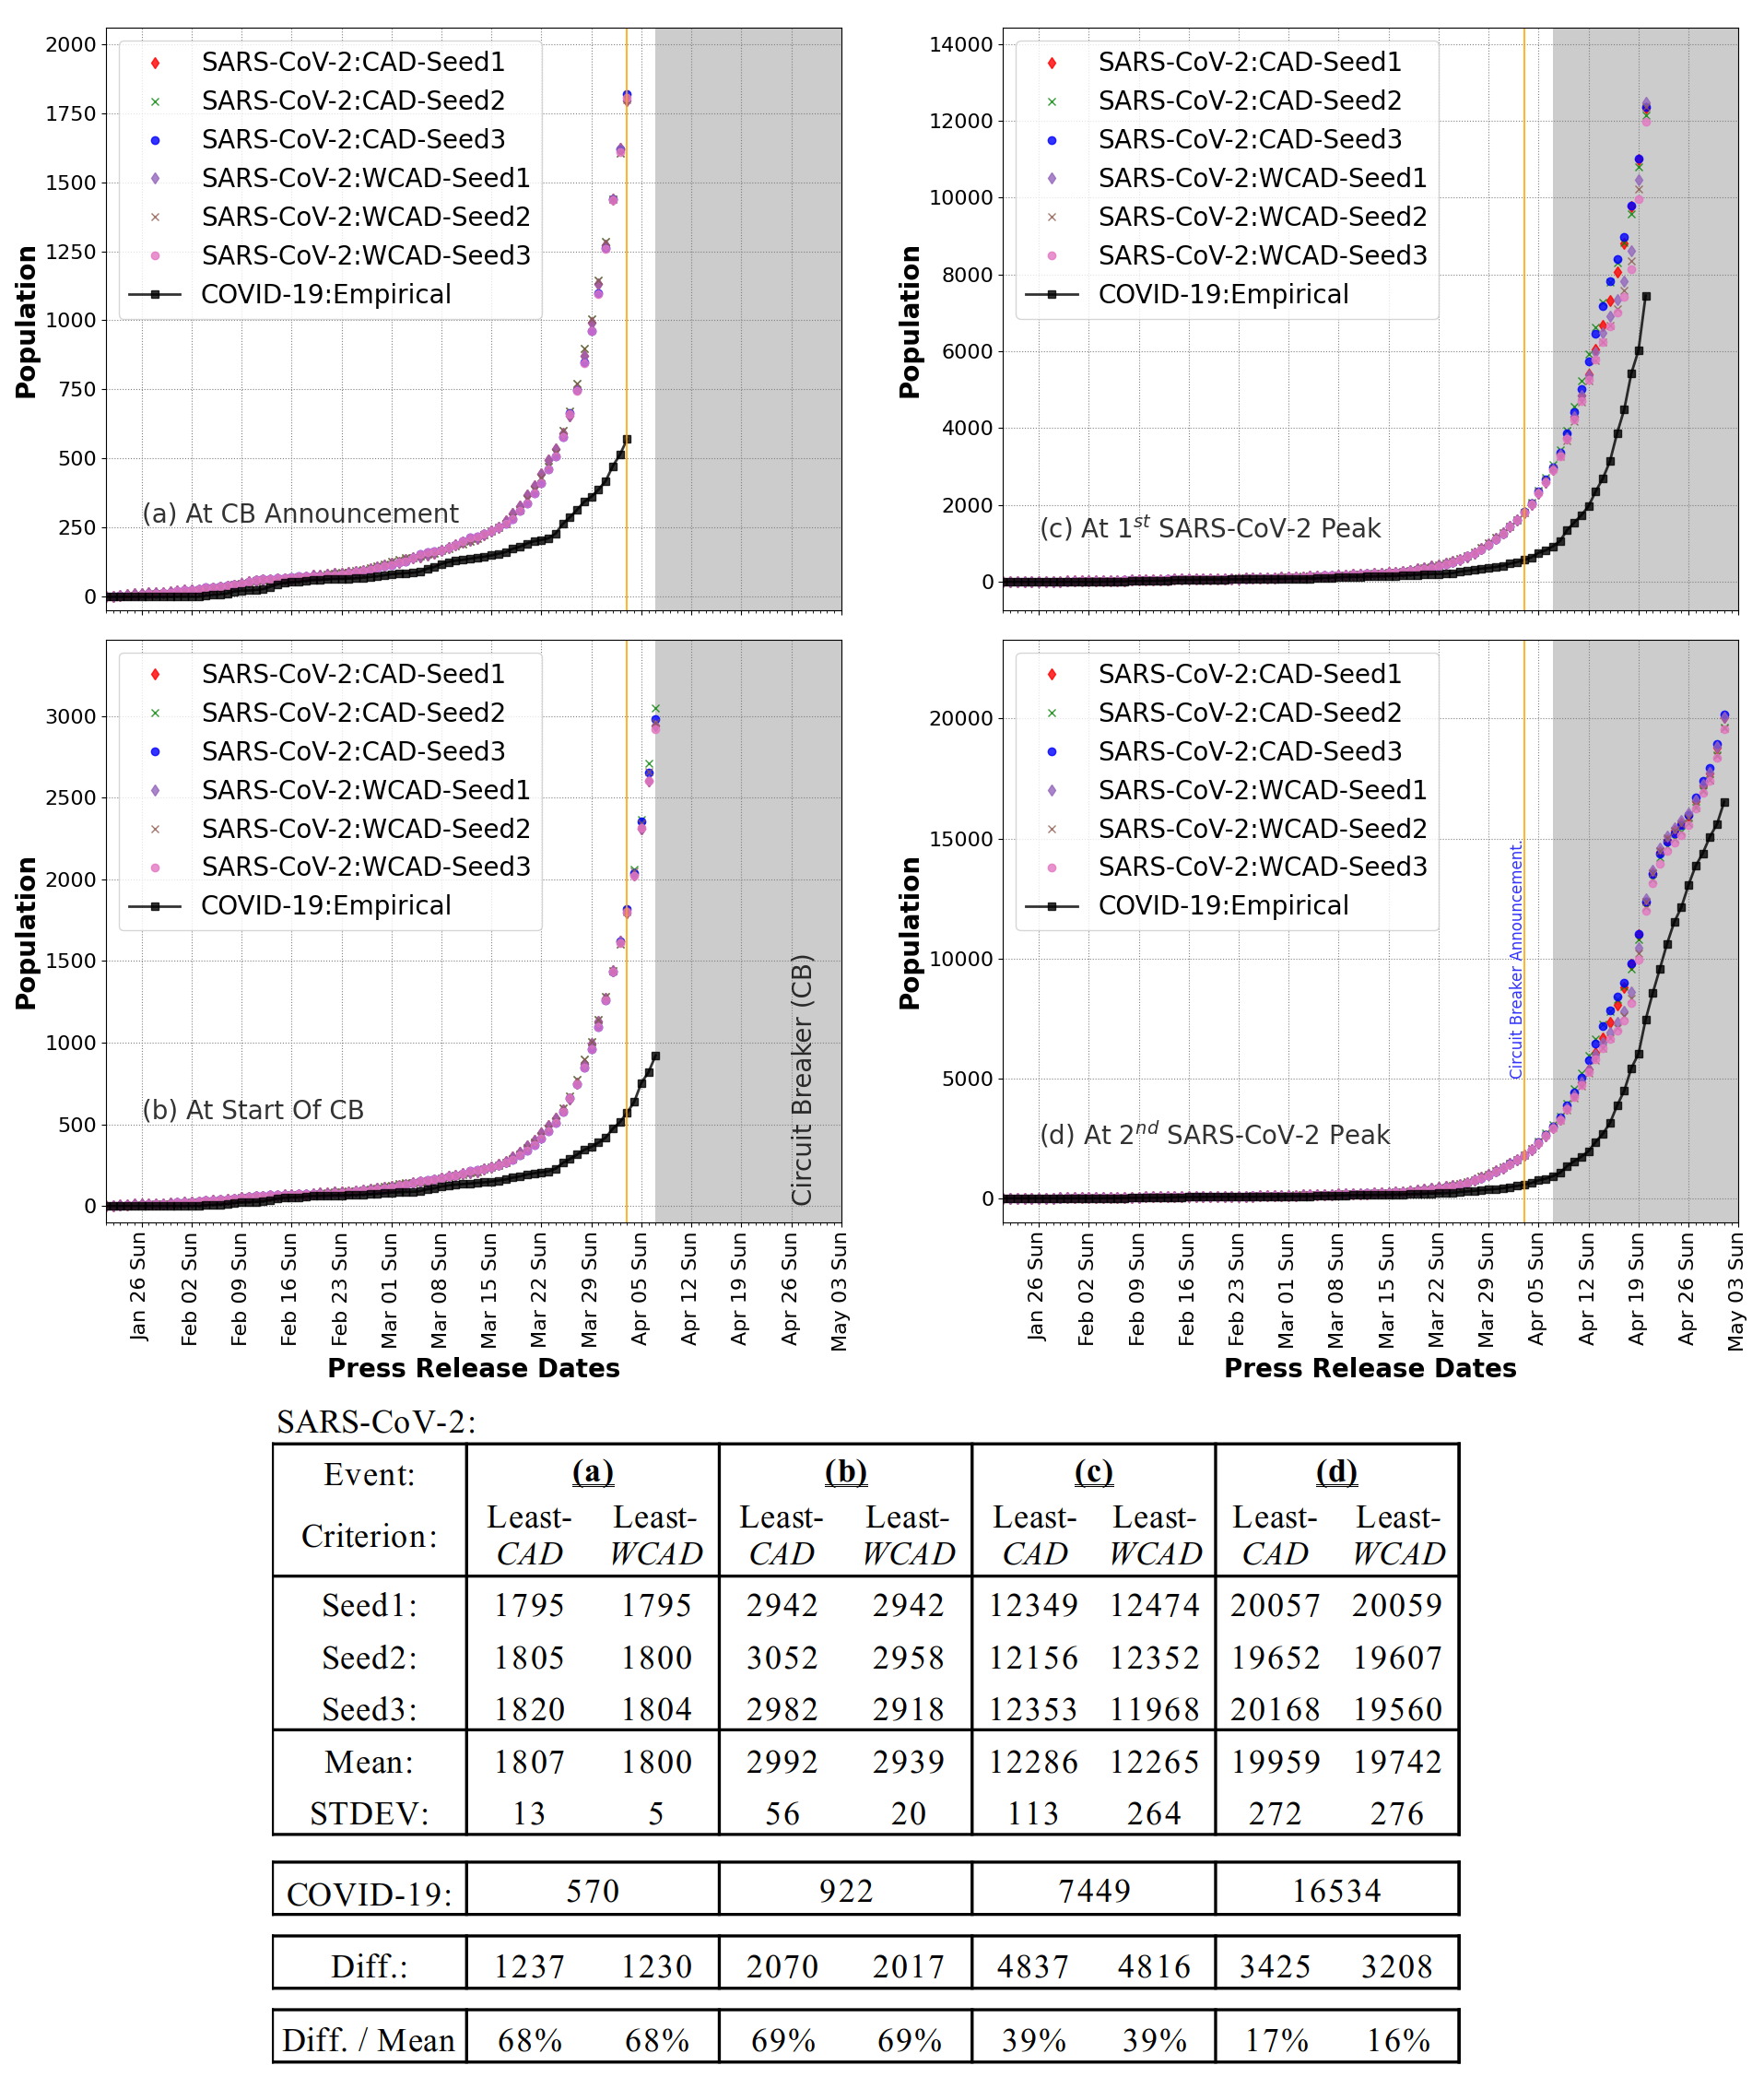 2000
1750
1500
1250
1000
750
500
250
0
Population
SARS-CoV-2:CAD-Seed1
SARS-CoV-2:CAD-Seed2
SARS-CoV-2:CAD-Seed3
SARS-CoV-2:WCAD-Seed1
SARS-CoV-2:WCAD-Seed2
SARS-CoV-2:WCAD-Seed3
COVID-19:Empirical
(a) At CB Announcement
14000
12000
10000
8000
6000
4000
2000
0
Population
SARS-CoV-2:CAD-Seed1
SARS-CoV-2:CAD-Seed2
SARS-CoV-2:CAD-Seed3
SARS-CoV-2:WCAD-Seed1
SARS-CoV-2:WCAD-Seed2
SARS-CoV-2:WCAD-Seed3
COVID-19:Empirical
(c) At 1st SARS-CoV-2 Peak
3000
2500
2000
1500
1000
500
0
Population
SARS-CoV-2:CAD-Seed1
SARS-CoV-2:CAD-Seed2
SARS-CoV-2:CAD-Seed3
SARS-CoV-2:WCAD-Seed1
SARS-CoV-2:WCAD-Seed2
SARS-CoV-2:WCAD-Seed3
COVID-19:Empirical
(b) At Start Of CB
Circuit Breaker (CB)
Jan 26 Sun
Feb 02 Sun
Feb 09 Sun
Feb 16 Sun
Feb 23 Sun
Mar 01 Sun
Mar 08 Sun
Mar 15 Sun
Mar 22 Sun
Mar 29 Sun
Apr 05 Sun
Apr 12 Sun
Apr 19 Sun
Apr 26 Sun
May 03 Sun
Press Release Dates
20000
15000
10000
5000
0
Population
SARS-CoV-2:CAD-Seed1
SARS-CoV-2:CAD-Seed2
SARS-CoV-2:CAD-Seed3
SARS-CoV-2:WCAD-Seed1
SARS-CoV-2:WCAD-Seed2
SARS-CoV-2:WCAD-Seed3
COVID-19:Empirical
Circuit Breaker Announcement.
(d) At 2nd SARS-CoV-2 Peak
Jan 26 Sun
Feb 02 Sun
Feb 09 Sun
Feb 16 Sun
Feb 23 Sun
Mar 01 Sun
Mar 08 Sun
Mar 15 Sun
Mar 22 Sun
Mar 29 Sun
Apr 05 Sun
Apr 12 Sun
Apr 19 Sun
Apr 26 Sun
May 03 Sun
Press Release Dates
SARS-CoV-2:
Event: (a) (b) (c) (d)
Criterion: Least-CAD Least-WCAD Least-CAD Least-WCAD Least-CAD Least-WCAD Least-CAD Least-WCAD
Seed1: 1795 1795 2942 2942 12349 12474 20057 20059
Seed2: 1805 1800 3052 2958 12156 12352 19652 19607
Seed3: 1820 1804 2982 2918 12353 11968 20168 19560
Mean: 1807 1800 2992 2939 12286 12265 19959 19742
STDEV: 13 5 56 20 113 264 272 276
COVID-19: 570 922 7449 16534
Diff.: 1237 1230 2070 2017 4837 4816 3425 3208
Diff. / Mean 68% 68% 69% 69% 39% 39% 17% 16%